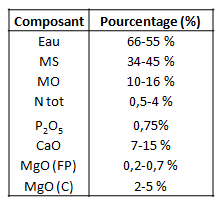 Composant Pourcentage (%)
Eau 66-55 %
MS 34-45%
MO 10-16 %
N tot 0,5-4 %
P₂O₅ 0,75%
CaO 7-15 %
MgO (FP) 0,2-0,7 %
MgO (C) 2-5 %